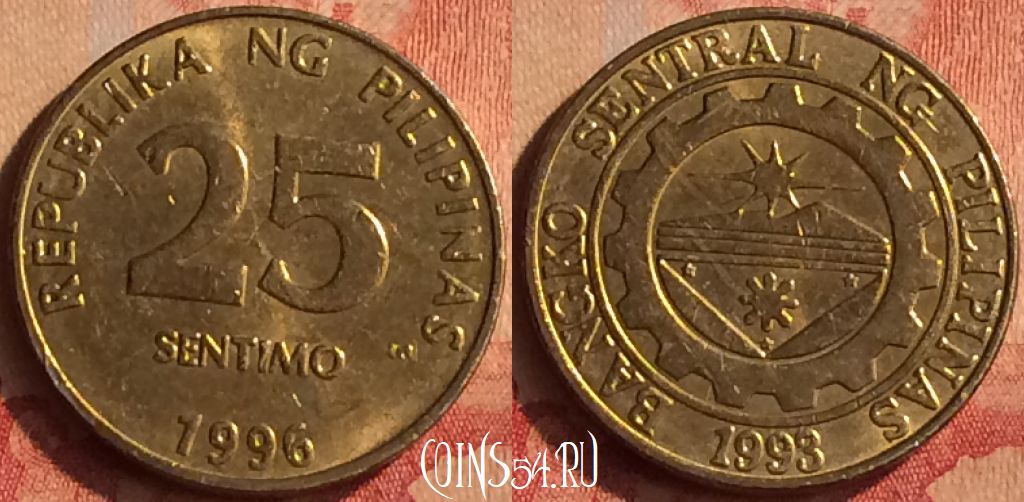 REPUBLIKA NG PILIPINAS
25
SENTIMO
1996
BANGKO SENTRAL NG PILIPINAS
1993
COINS54.RU